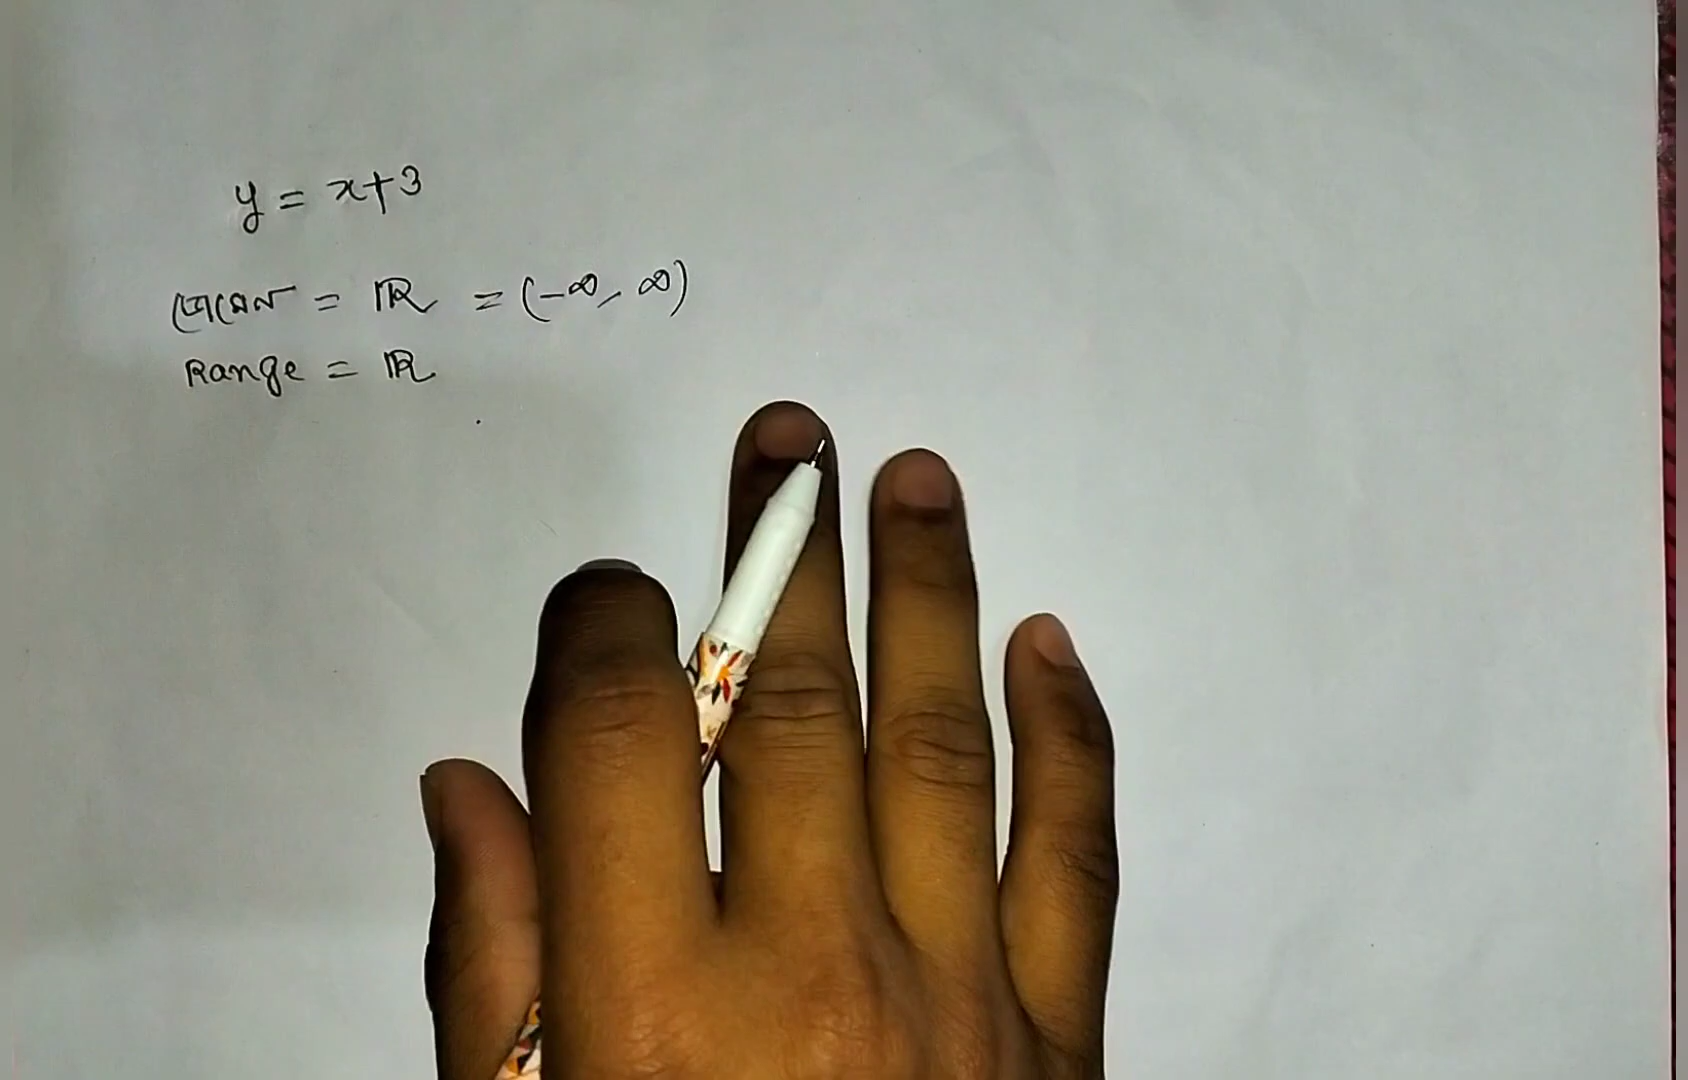 y = x+3
ডোমেন = ℝ = (-∞, ∞)
Range = ℝ